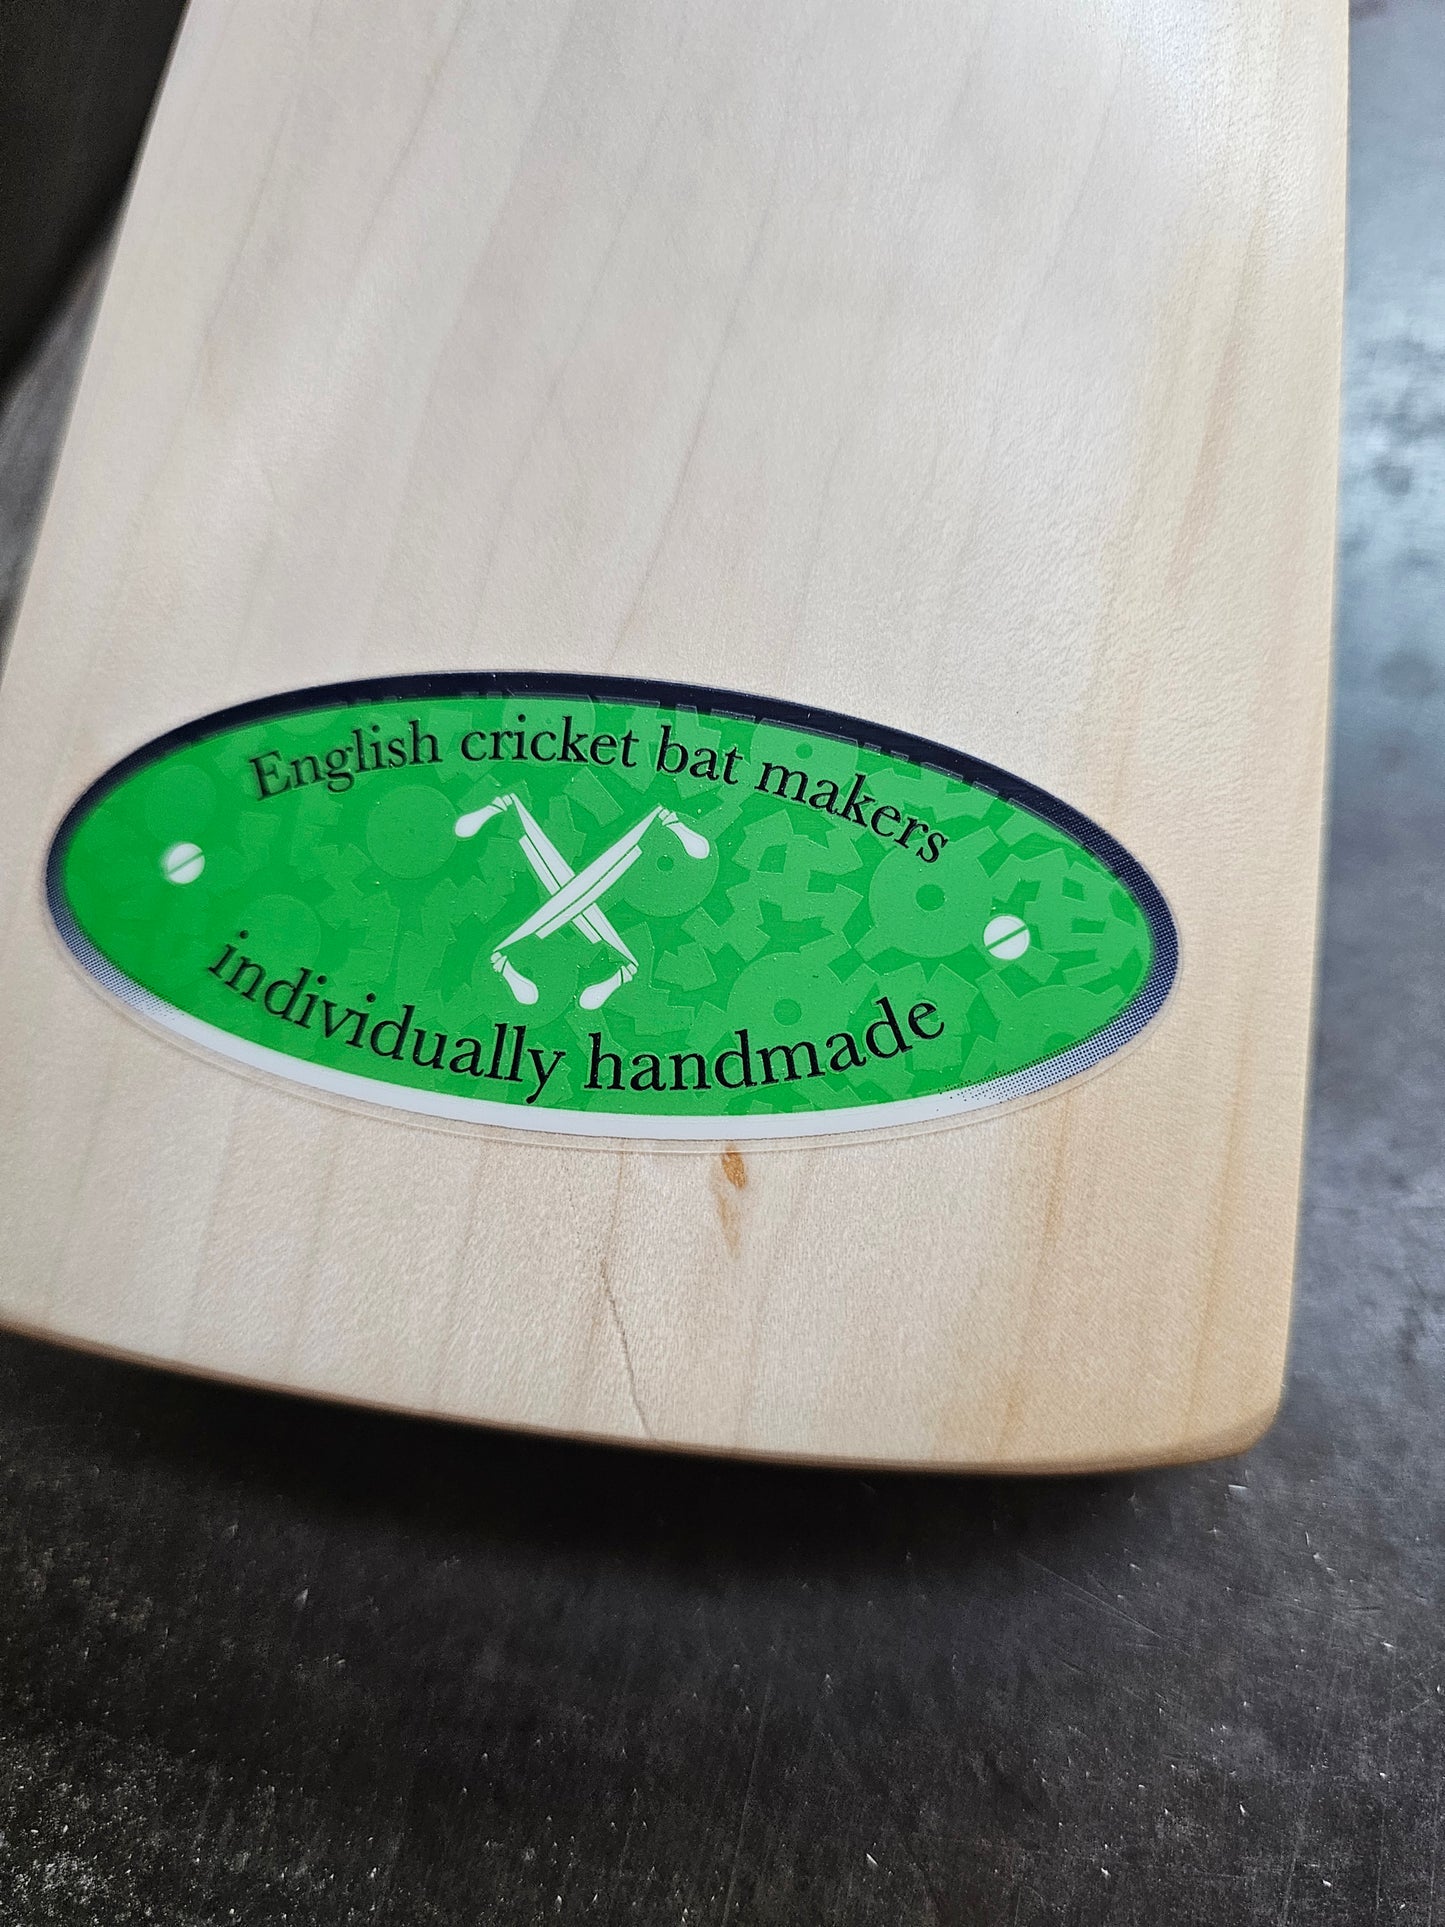 English cricket bat makers
individually handmade